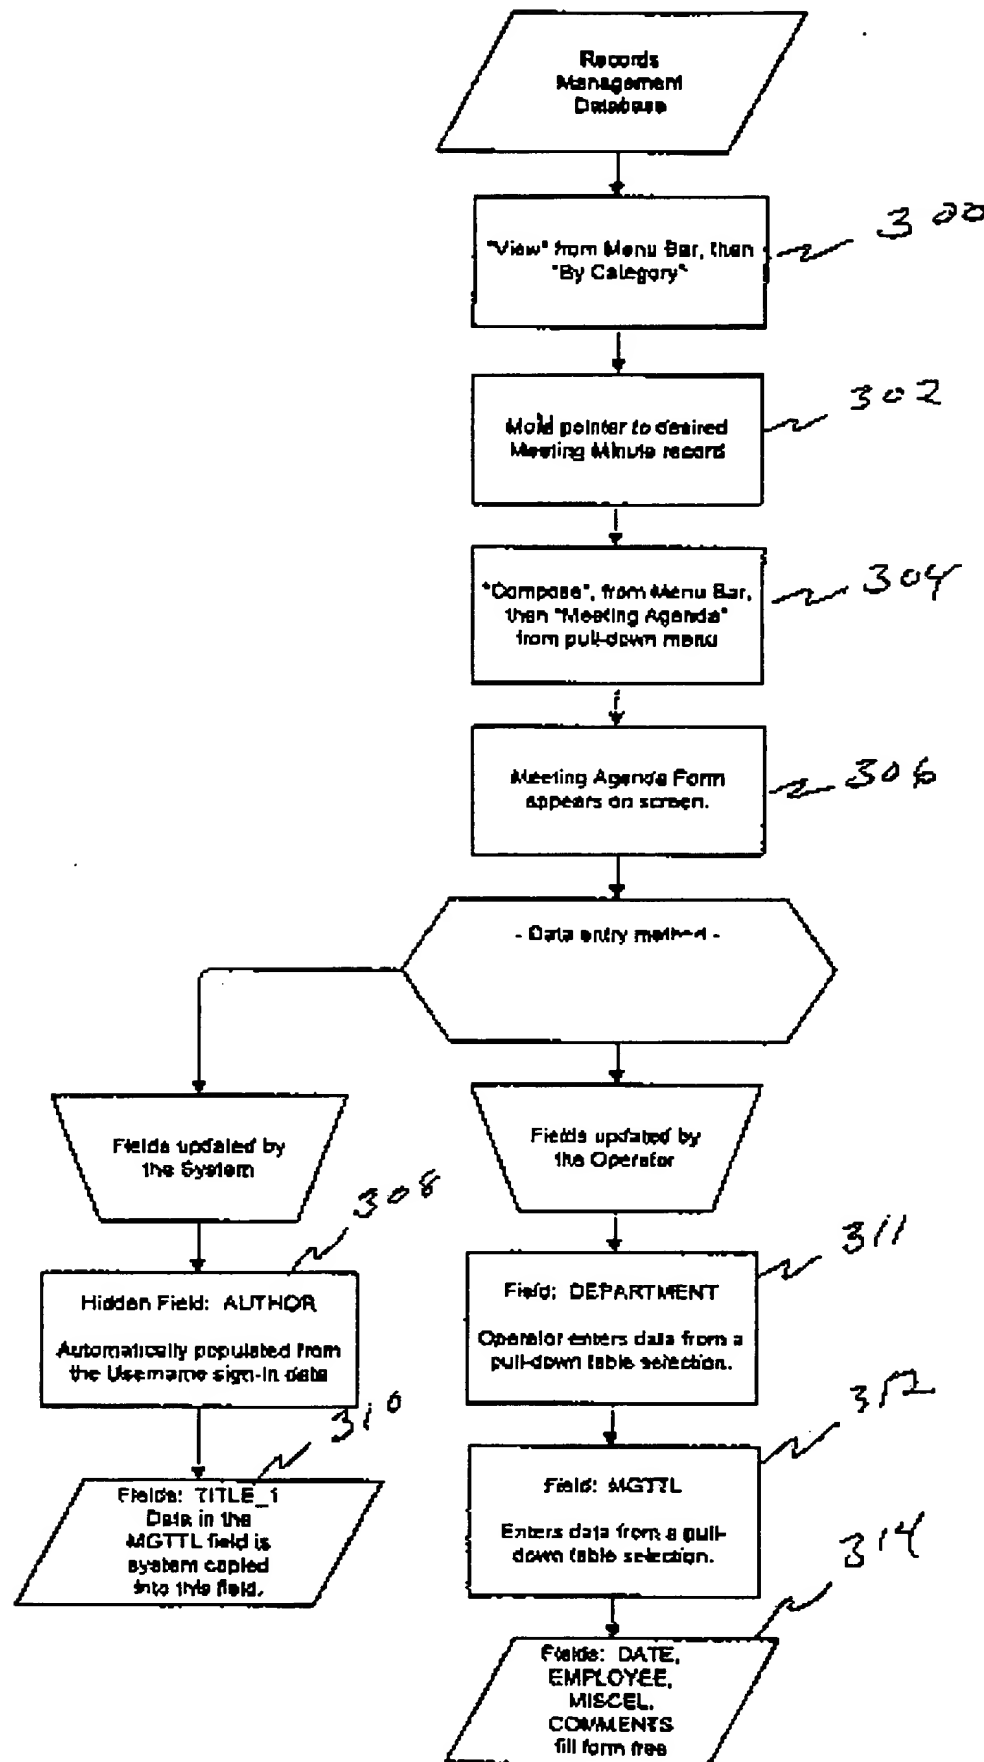 Records
Management
Database
"View" from Menu Bar, then
"By Category"
300
pointer to desired
Meeting Minute record
302
"Compose", from Menu Bar,
then "Meeting Agenda"
from pull-down menu
304
Meeting Agenda Form
appears on screen.
306
- Data entry method -
Fields updated by
the System
Fields updated by
the Operator
308
Hidden Field: AUTHOR
Automatically populated from
the Username sign-in data
311
Field: DEPARTMENT
Operator enters data from a
pull-down table selection.
310
Fields: TITLE_1
Data in the
MGTTL field is
system copied
into this field.
312
Field: MGTTL
Enters data from a pull-
down table selection.
314
Fields: DATE,
EMPLOYEE,
MISCEL,
COMMENTS
fill form free